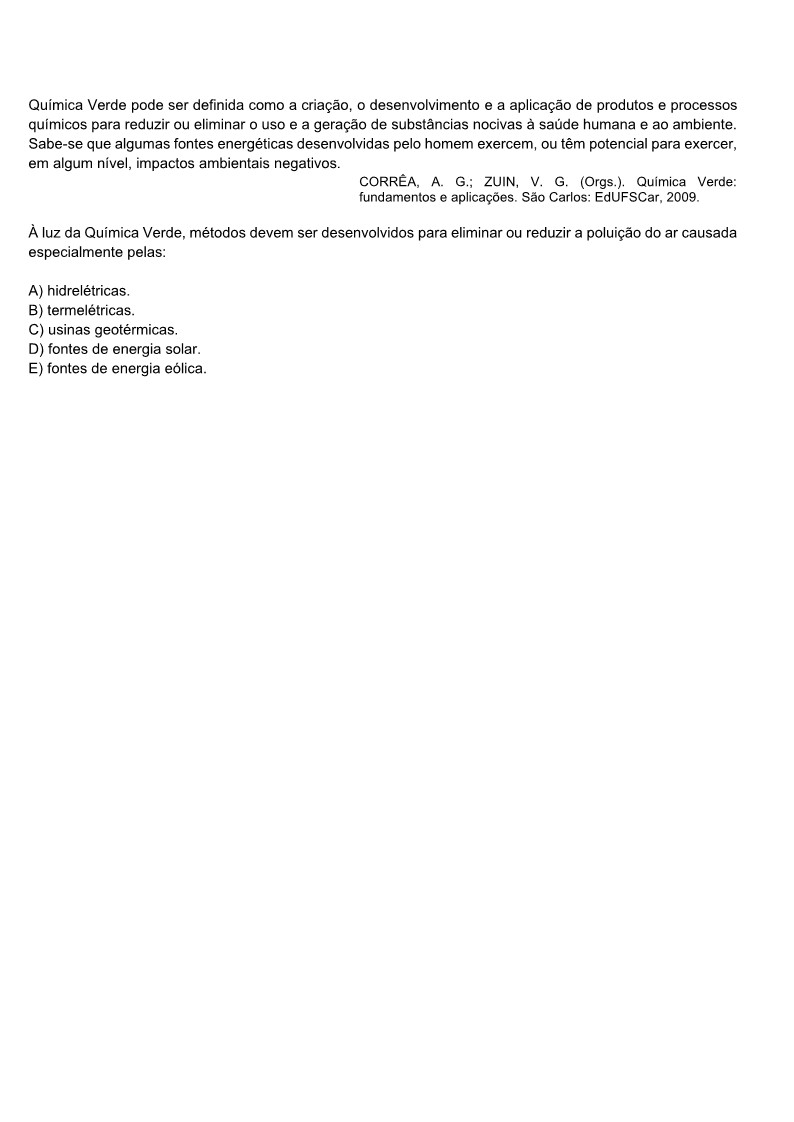 Química Verde pode ser definida como a criação, o desenvolvimento e a aplicação de produtos e processos
químicos para reduzir ou eliminar o uso e a geração de substâncias nocivas à saúde humana e ao ambiente.
Sabe-se que algumas fontes energéticas desenvolvidas pelo homem exercem, ou têm potencial para exercer,
em algum nível, impactos ambientais negativos.
CORRÊA, A. G.; ZUIN, V. G. (Orgs.). Química Verde:
fundamentos e aplicações. São Carlos: EdUFSCar, 2009.
À luz da Química Verde, métodos devem ser desenvolvidos para eliminar ou reduzir a poluição do ar causada
especialmente pelas:
A) hidrelétricas.
B) termelétricas.
C) usinas geotérmicas.
D) fontes de energia solar.
E) fontes de energia eólica.